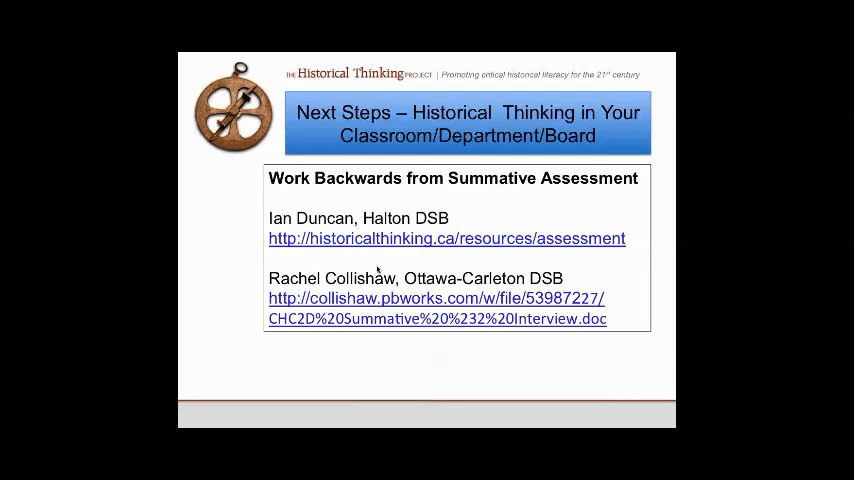 THE Historical Thinking PROJECT | Promoting critical historical literacy for the 21st century
Next Steps – Historical Thinking in Your
Classroom/Department/Board
Work Backwards from Summative Assessment
Ian Duncan, Halton DSB
http://historicalthinking.ca/resources/assessment
Rachel Collishaw, Ottawa-Carleton DSB
http://collishaw.pbworks.com/w/file/53987227/
CHC2D%20Summative%20%232%20Interview.doc